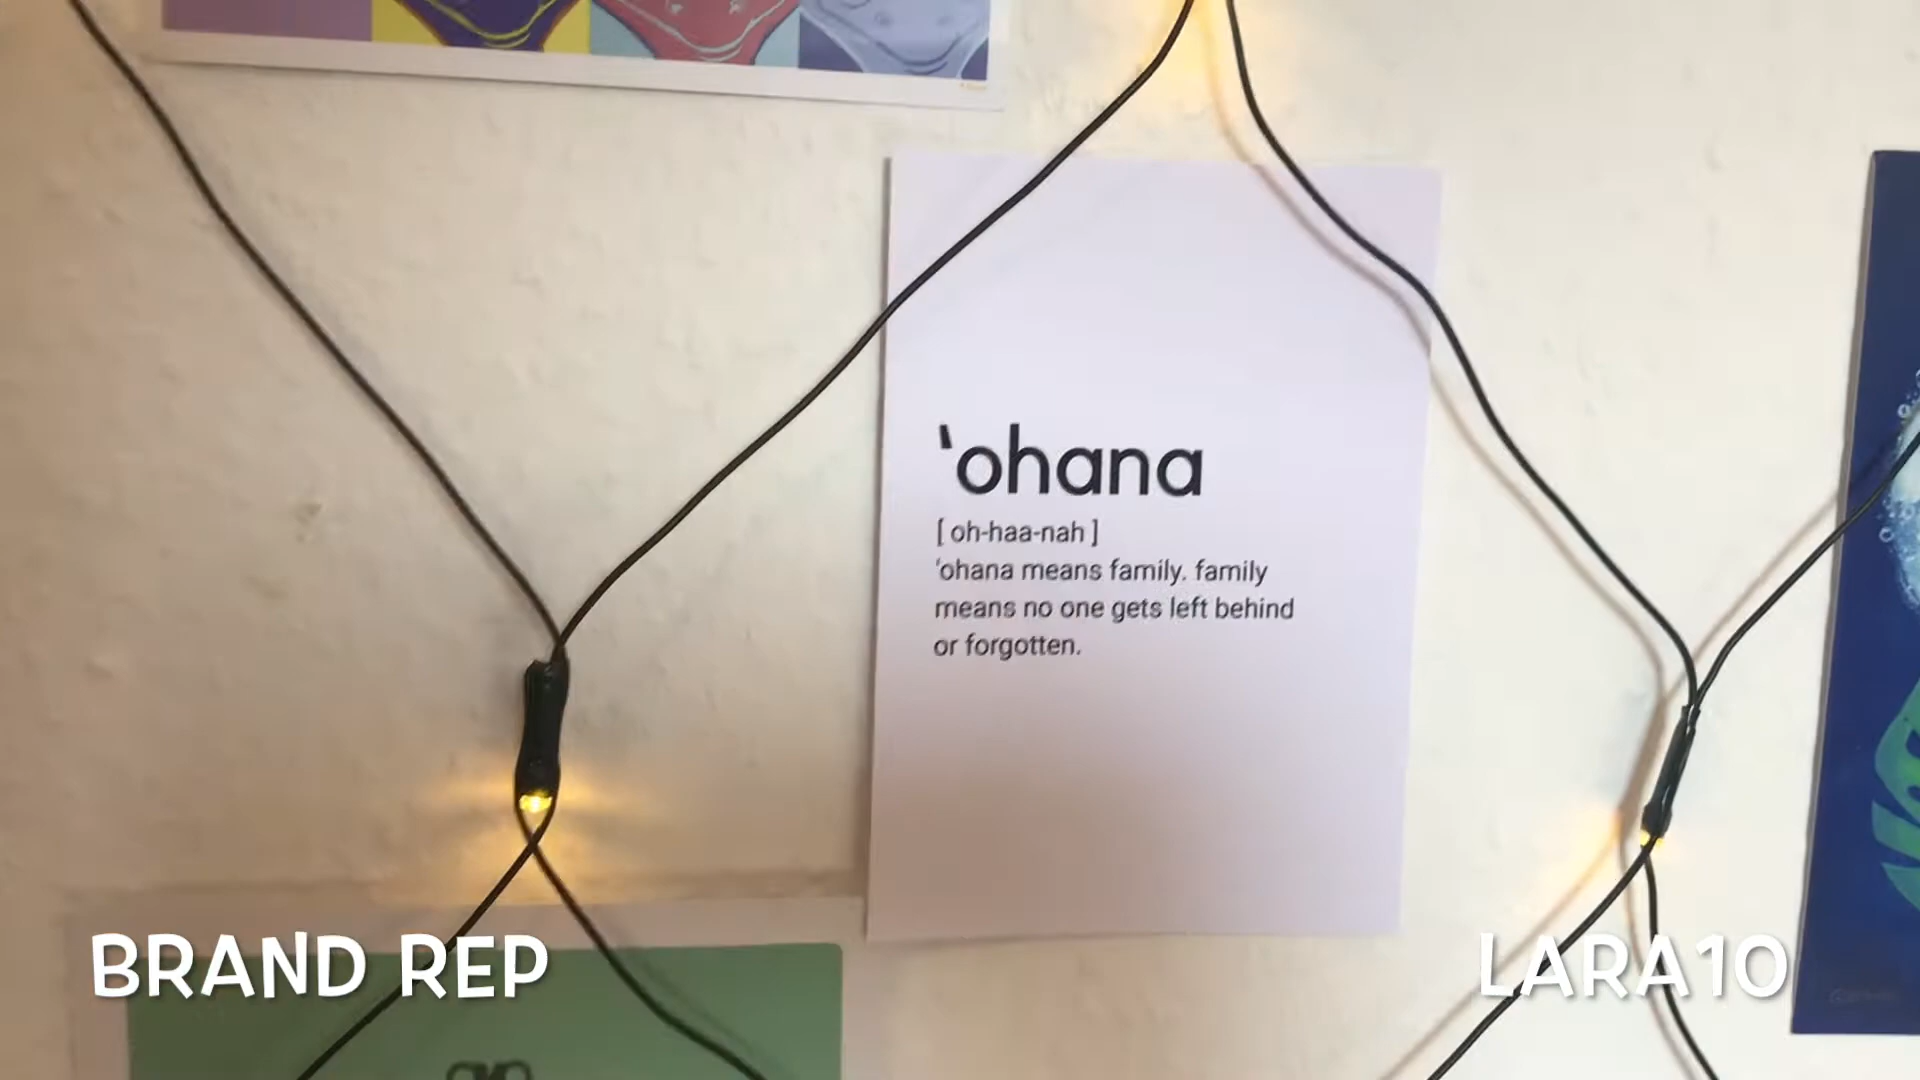 'ohana
[ oh-haa-nah ]
'ohana means family. family
means no one gets left behind
or forgotten.
BRAND REP
LARA10